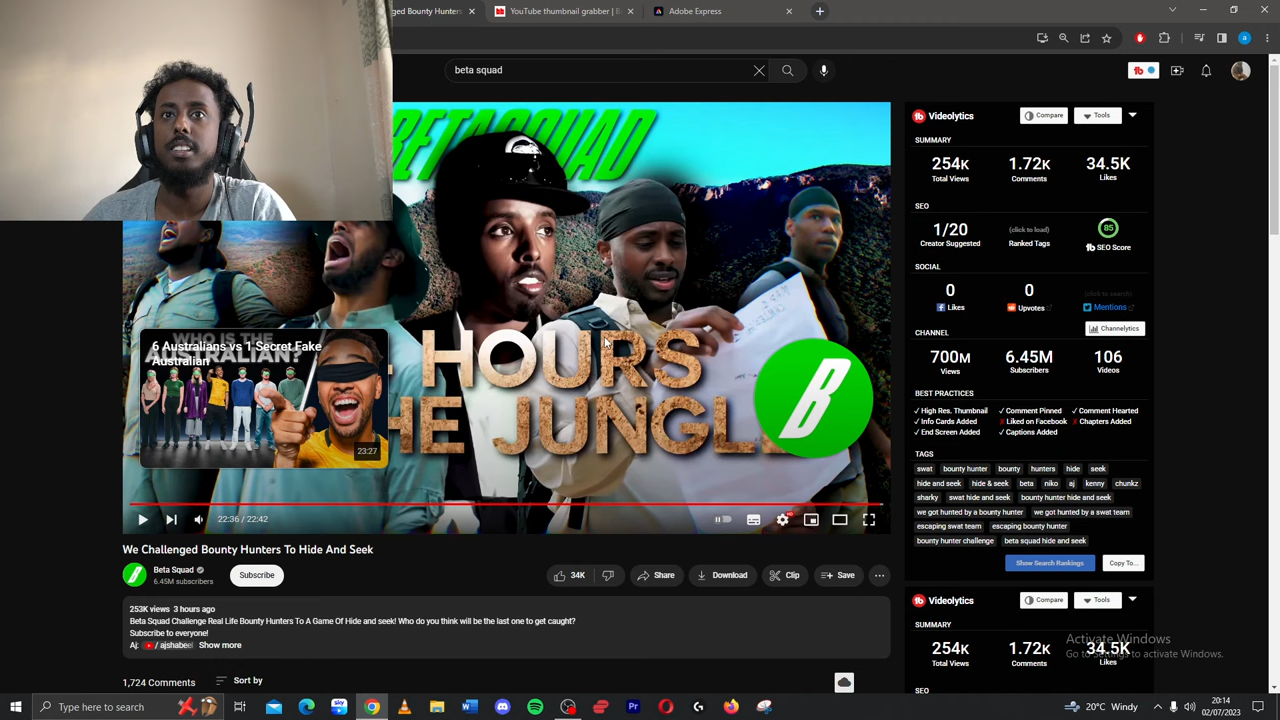 ged Bounty Hunters
YouTube thumbnail grabber | B
Adobe Express
beta squad
BETA SQUAD
HOURS
HE JUNGL
6 Australians vs 1 Secret Fake
Australian
23:27
B
22:36 / 22:42
We Challenged Bounty Hunters To Hide And Seek
Beta Squad
6.45M subscribers
Subscribe
34K
Share
Download
Clip
Save
253K views 3 hours ago
Beta Squad Challenge Real Life Bounty Hunters To A Game Of Hide and seek! Who do you think will be the last one to get caught?
Subscribe to everyone!
Aj: / ajshabeel Show more
1,724 Comments
Sort by
tb Videolytics
Compare
Tools
SUMMARY
254K 1.72K 34.5K
Total Views Comments Likes
SEO
1/20 (click to load) 85
Creator Suggested Ranked Tags tb SEO Score
SOCIAL
0 0 (click to search)
Likes Upvotes Mentions
CHANNEL
Channelytics
700M 6.45M 106
Views Subscribers Videos
BEST PRACTICES
✓ High Res. Thumbnail ✓ Comment Pinned ✓ Comment Hearted
✓ Info Cards Added ✗ Liked on Facebook ✗ Chapters Added
✓ End Screen Added ✓ Captions Added
TAGS
swat bounty hunter bounty hunters hide seek
hide and seek hide & seek beta niko aj kenny chunkz
sharky swat hide and seek bounty hunter hide and seek
we got hunted by a bounty hunter we got hunted by a swat team
escaping swat team escaping bounty hunter
bounty hunter challenge beta squad hide and seek
Show Search Rankings
Copy To...
tb Videolytics
Compare
Tools
SUMMARY
254K 1.72K 34.5K
Total Views Comments Likes
SEO
Activate Windows
Go to Settings to activate Windows.
Type here to search
20°C Windy
20:14
02/07/2023